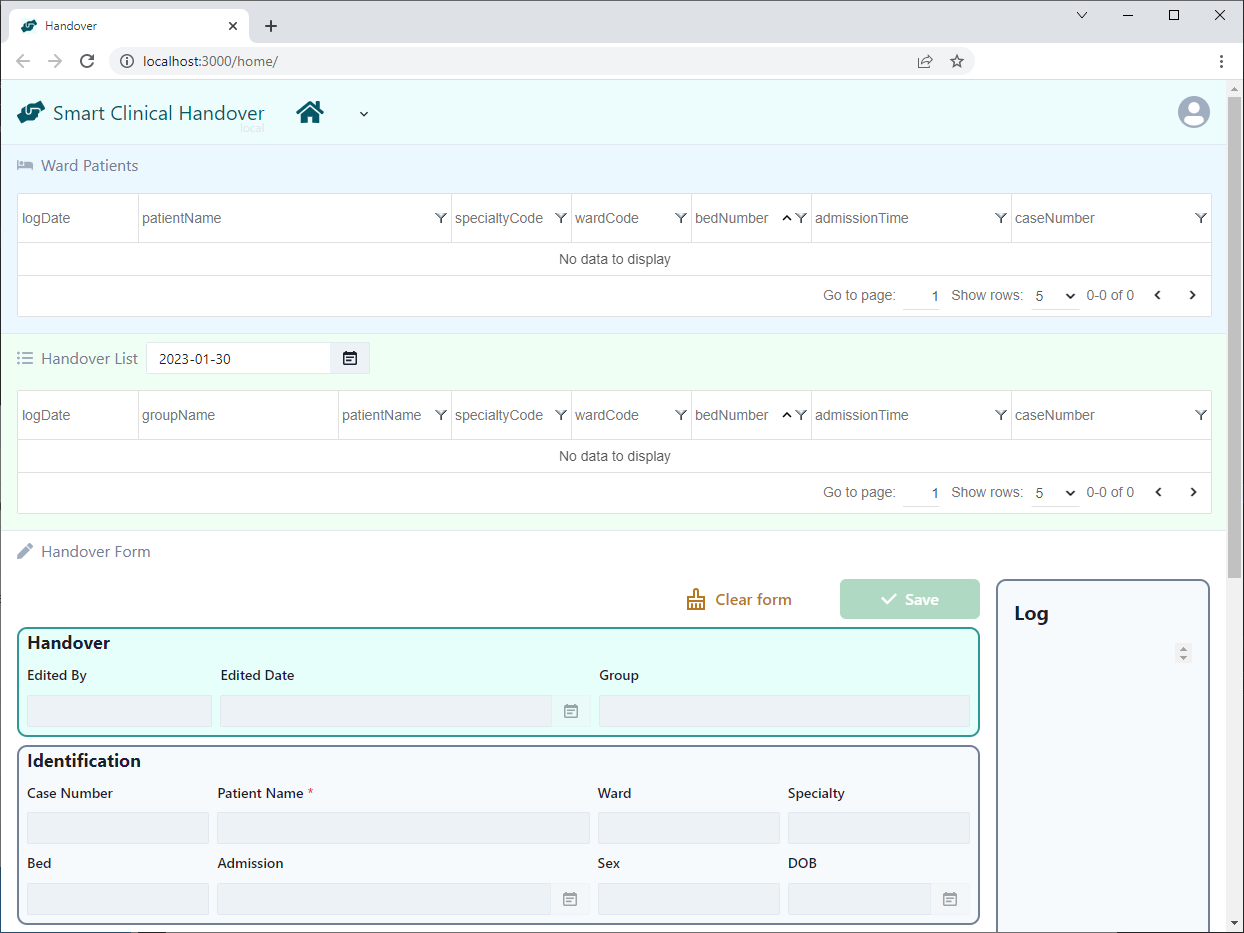 Handover
localhost:3000/home/
Smart Clinical Handover
local
Ward Patients
logDate patientName specialtyCode wardCode bedNumber admissionTime caseNumber
No data to display
Go to page: 1 Show rows: 5 0-0 of 0
Handover List 2023-01-30
logDate groupName patientName specialtyCode wardCode bedNumber admissionTime caseNumber
No data to display
Go to page: 1 Show rows: 5 0-0 of 0
Handover Form
Clear form Save
Log
Handover
Edited By Edited Date Group
Identification
Case Number Patient Name * Ward Specialty
Bed Admission Sex DOB